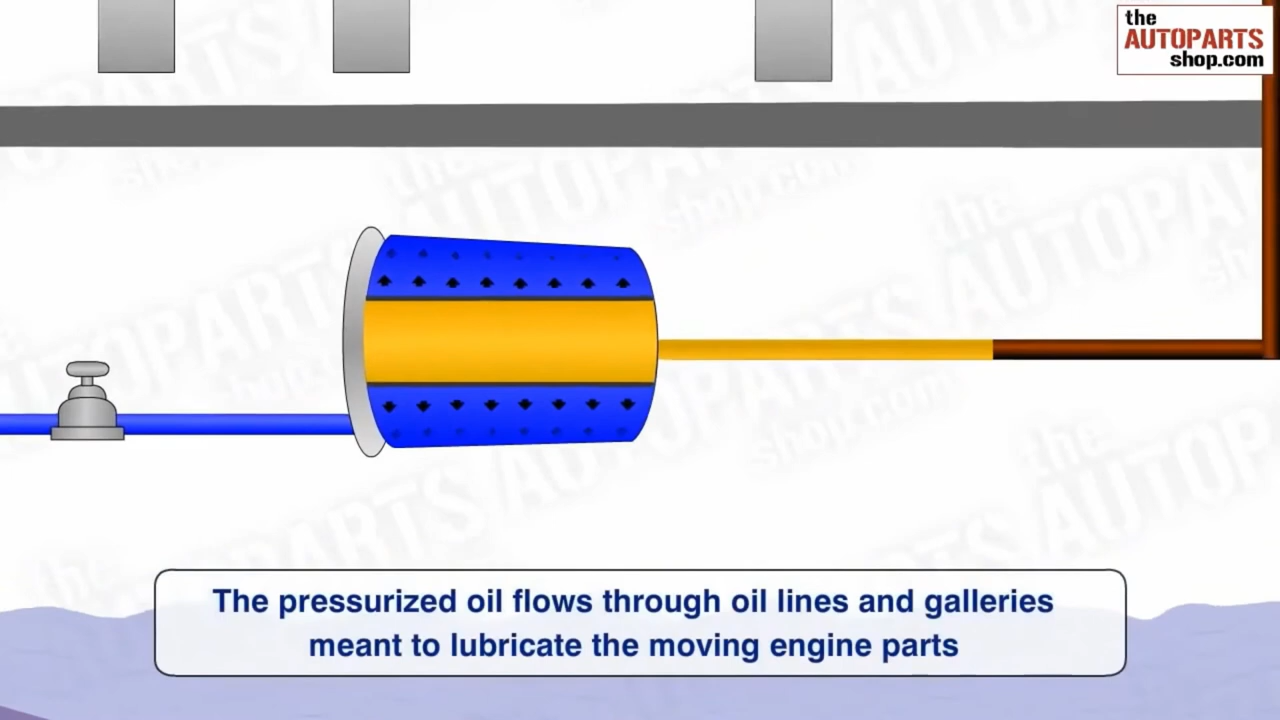 the
AUTOPARTS
shop.com
The pressurized oil flows through oil lines and galleries
meant to lubricate the moving engine parts